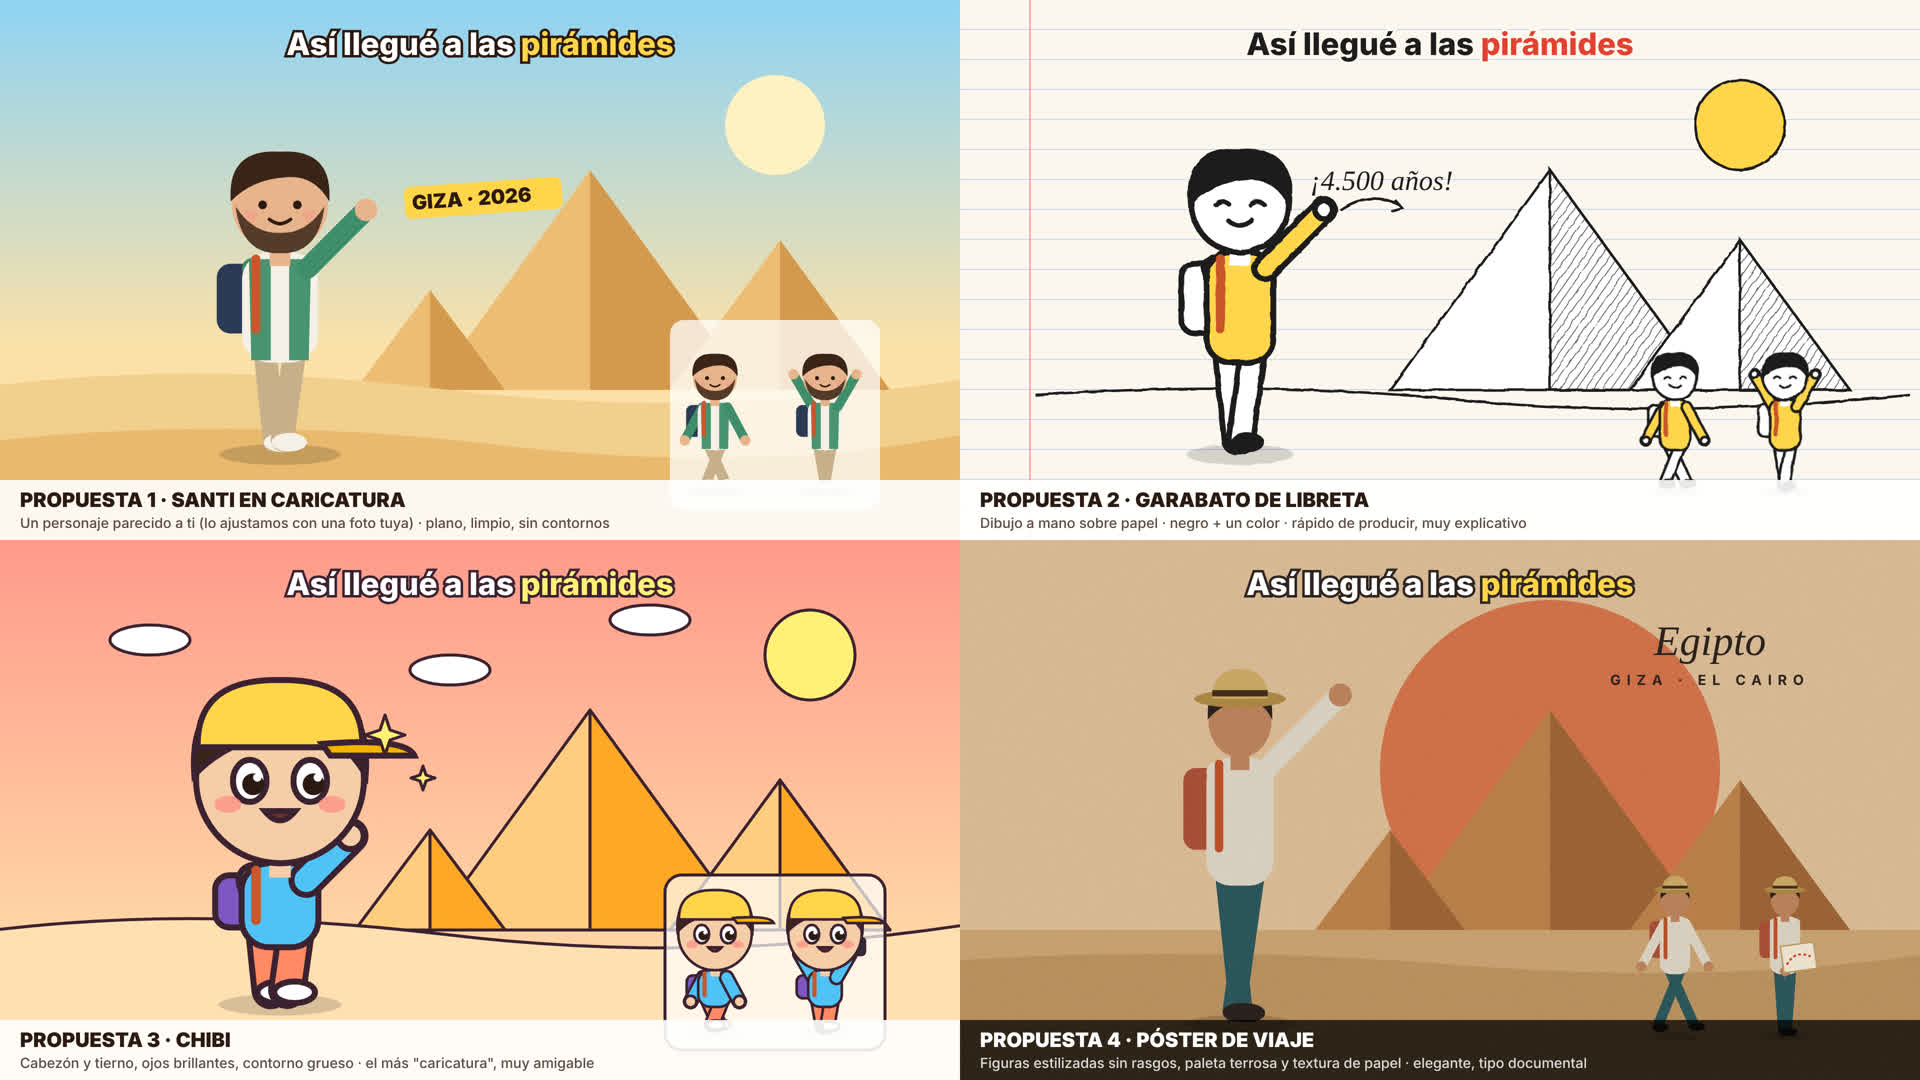 Así llegué a las pirámides
GIZA · 2026
PROPUESTA 1 · SANTI EN CARICATURA
Un personaje parecido a ti (lo ajustamos con una foto tuya) · plano, limpio, sin contornos
Así llegué a las pirámides
¡4.500 años!
PROPUESTA 2 · GARABATO DE LIBRETA
Dibujo a mano sobre papel · negro + un color · rápido de producir, muy explicativo
Así llegué a las pirámides
PROPUESTA 3 · CHIBI
Cabezón y tierno, ojos brillantes, contorno grueso · el más "caricatura", muy amigable
Así llegué a las pirámides
Egipto
GIZA · EL CAIRO
PROPUESTA 4 · PÓSTER DE VIAJE
Figuras estilizadas sin rasgos, paleta terrosa y textura de papel · elegante, tipo documental